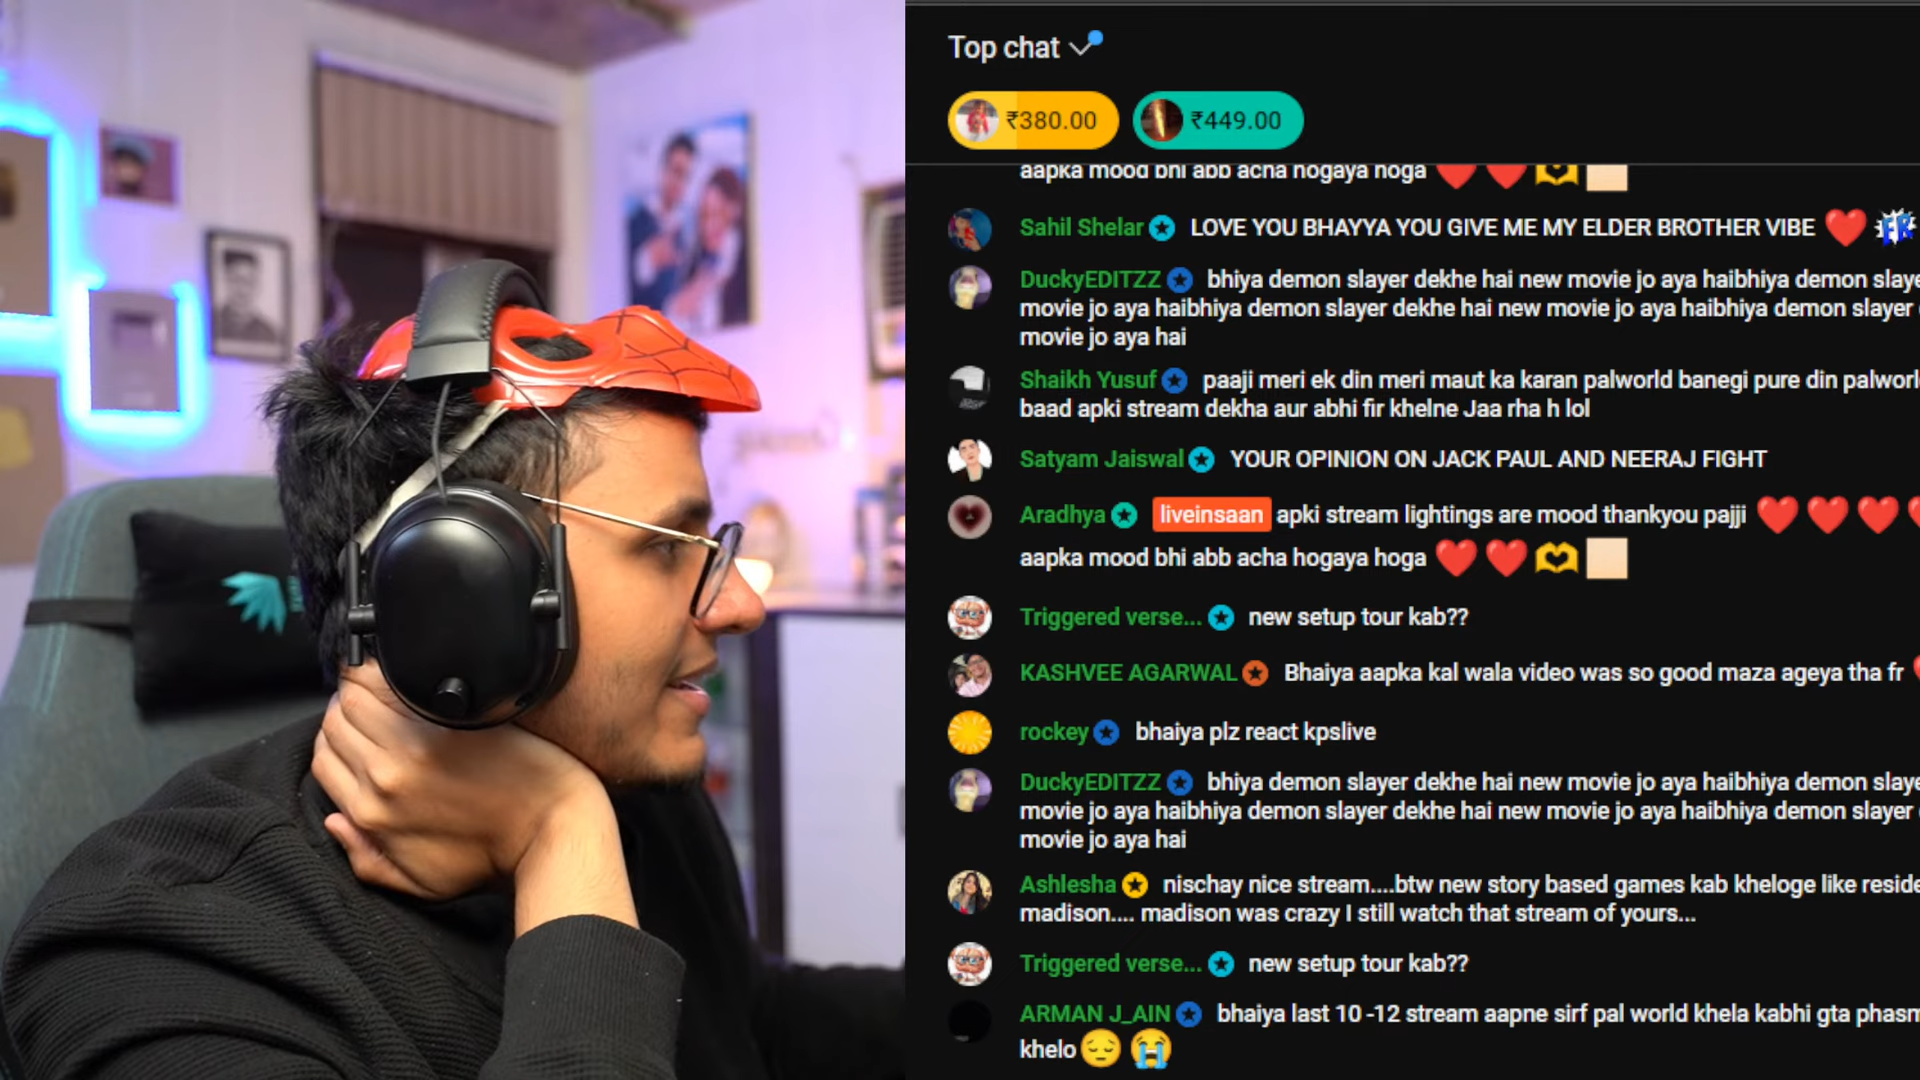 Top chat
₹380.00 ₹449.00
aapka mood bhi abb acha hogaya hoga
Sahil Shelar LOVE YOU BHAYYA YOU GIVE ME MY ELDER BROTHER VIBE FR
DuckyEDITZZ bhiya demon slayer dekhe hai new movie jo aya haibhiya demon slaye
movie jo aya haibhiya demon slayer dekhe hai new movie jo aya haibhiya demon slayer
movie jo aya hai
Shaikh Yusuf paaji meri ek din meri maut ka karan palworld banegi pure din palworl
baad apki stream dekha aur abhi fir khelne Jaa rha h lol
Satyam Jaiswal YOUR OPINION ON JACK PAUL AND NEERAJ FIGHT
Aradhya liveinsaan apki stream lightings are mood thankyou pajji
aapka mood bhi abb acha hogaya hoga
Triggered verse... new setup tour kab??
KASHVEE AGARWAL Bhaiya aapka kal wala video was so good maza ageya tha fr
rockey bhaiya plz react kpslive
DuckyEDITZZ bhiya demon slayer dekhe hai new movie jo aya haibhiya demon slaye
movie jo aya haibhiya demon slayer dekhe hai new movie jo aya haibhiya demon slayer
movie jo aya hai
Ashlesha nischay nice stream....btw new story based games kab kheloge like reside
madison.... madison was crazy I still watch that stream of yours...
Triggered verse... new setup tour kab??
ARMAN J_AIN bhaiya last 10 -12 stream aapne sirf pal world khela kabhi gta phasm
khelo